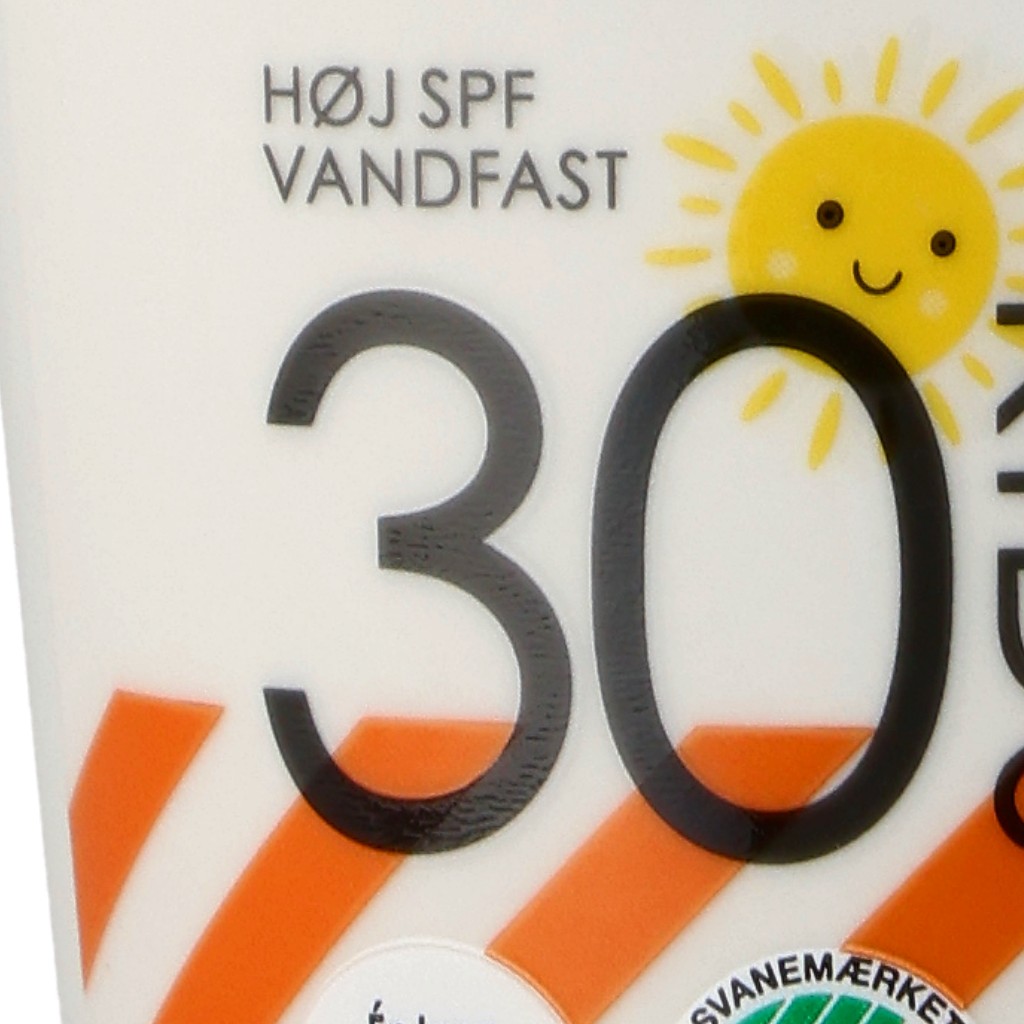 HØJ SPF
VANDFAST
30
SVANEMÆRKET